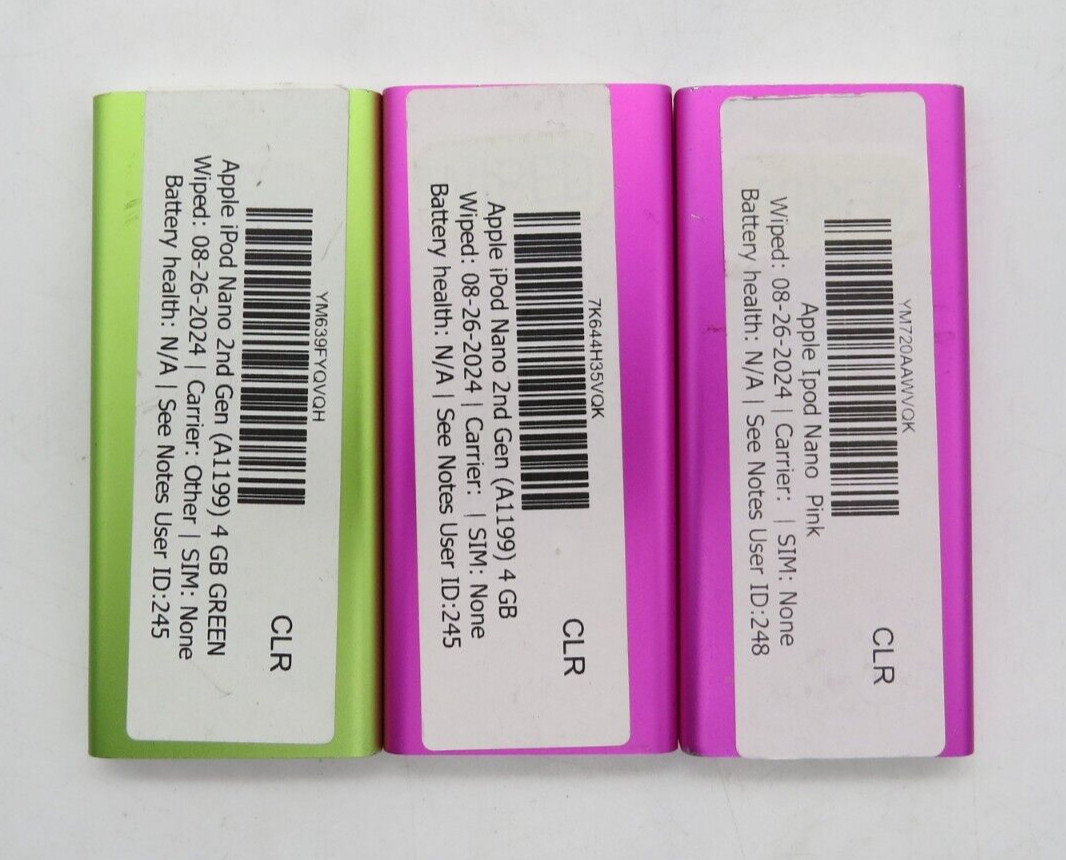 YM639FYQVQH
Apple iPod Nano 2nd Gen (A1199) 4 GB GREEN
Wiped: 08-26-2024 | Carrier: Other | SIM: None
Battery health: N/A | See Notes User ID:245
CLR
7K644H35VQK
Apple iPod Nano 2nd Gen (A1199) 4 GB
Wiped: 08-26-2024 | Carrier: | SIM: None
Battery health: N/A | See Notes User ID:245
CLR
YM720AAWVQK
Apple Ipod Nano Pink
Wiped: 08-26-2024 | Carrier: | SIM: None
Battery health: N/A | See Notes User ID:248
CLR